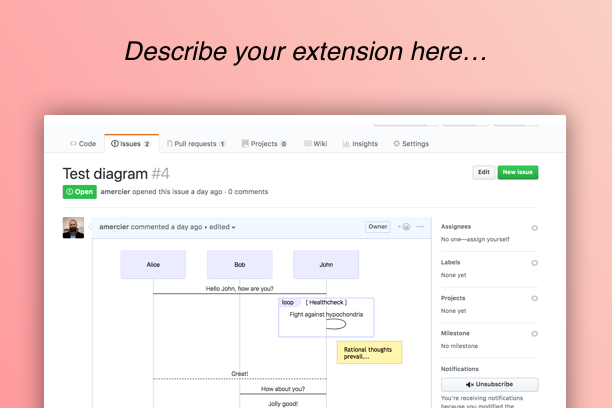 Describe your extension here…
Code Issues 2 Pull requests 1 Projects 0 Wiki Insights Settings
Test diagram #4
Edit New issue
Open amercier opened this issue a day ago · 0 comments
amercier commented a day ago • edited
Owner
Alice Bob John
Hello John, how are you?
loop [ Healthcheck ]
Fight against hypochondria
Rational thoughts
prevail....
Great!
How about you?
Jolly good!
Assignees
No one—assign yourself
Labels
None yet
Projects
None yet
Milestone
No milestone
Notifications
Unsubscribe
You're receiving notifications
because you modified the